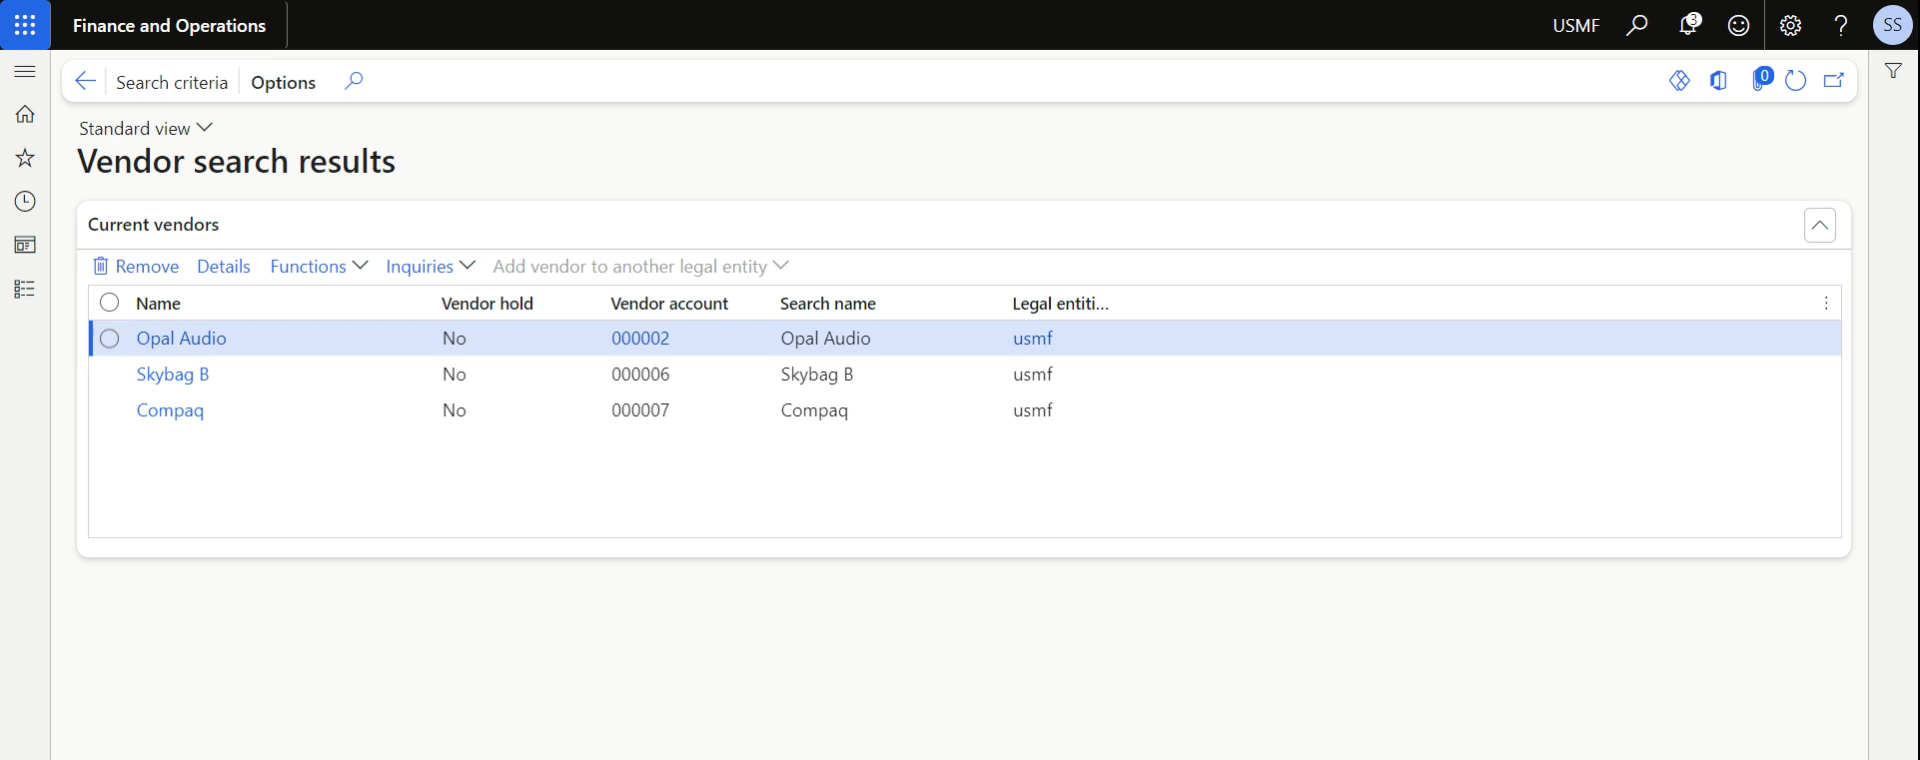 Finance and Operations USMF 3 ? SS
Search criteria Options 0
Standard view
Vendor search results
Current vendors
Remove Details Functions Inquiries Add vendor to another legal entity
Name Vendor hold Vendor account Search name Legal entiti...
Opal Audio No 000002 Opal Audio usmf
Skybag B No 000006 Skybag B usmf
Compaq No 000007 Compaq usmf